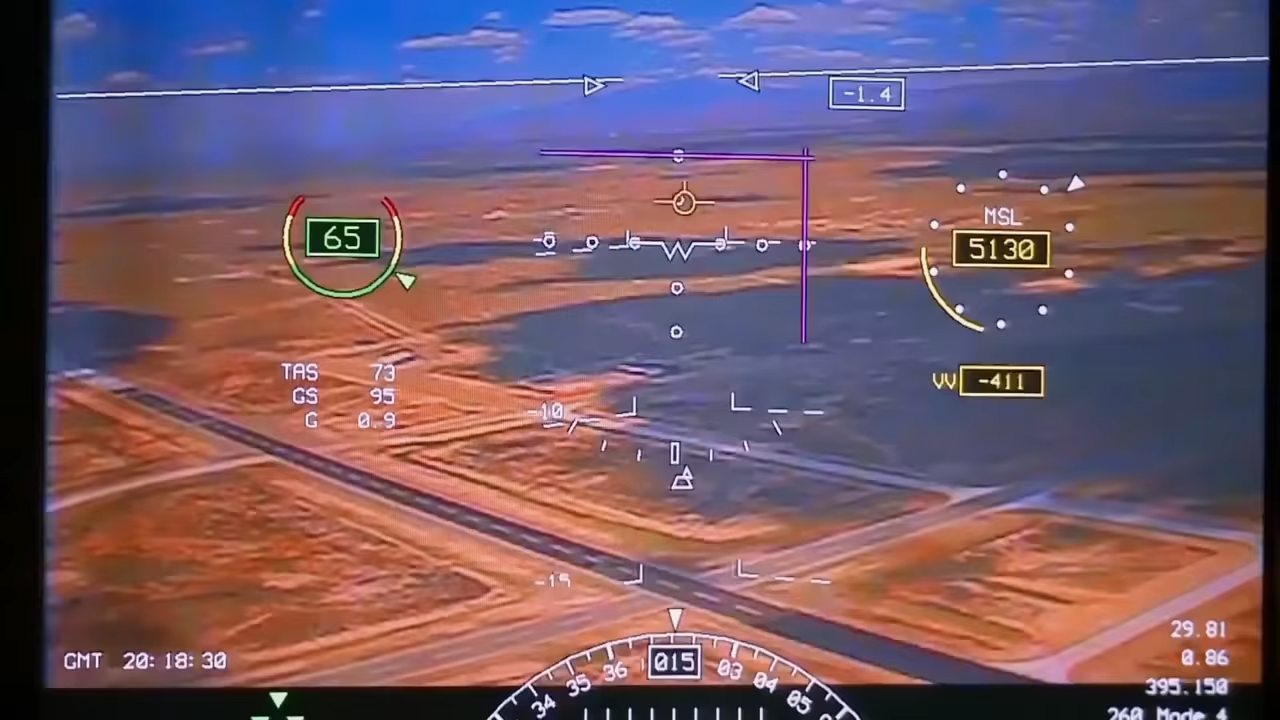 -1.4
MSL
65
5130
TAS 73
GS 95
G 0.9
VV -411
-10
-15
29.81
GMT 20:18:30
0.86
395.150
34 35 36 015 03 04 05
260 Mode 4